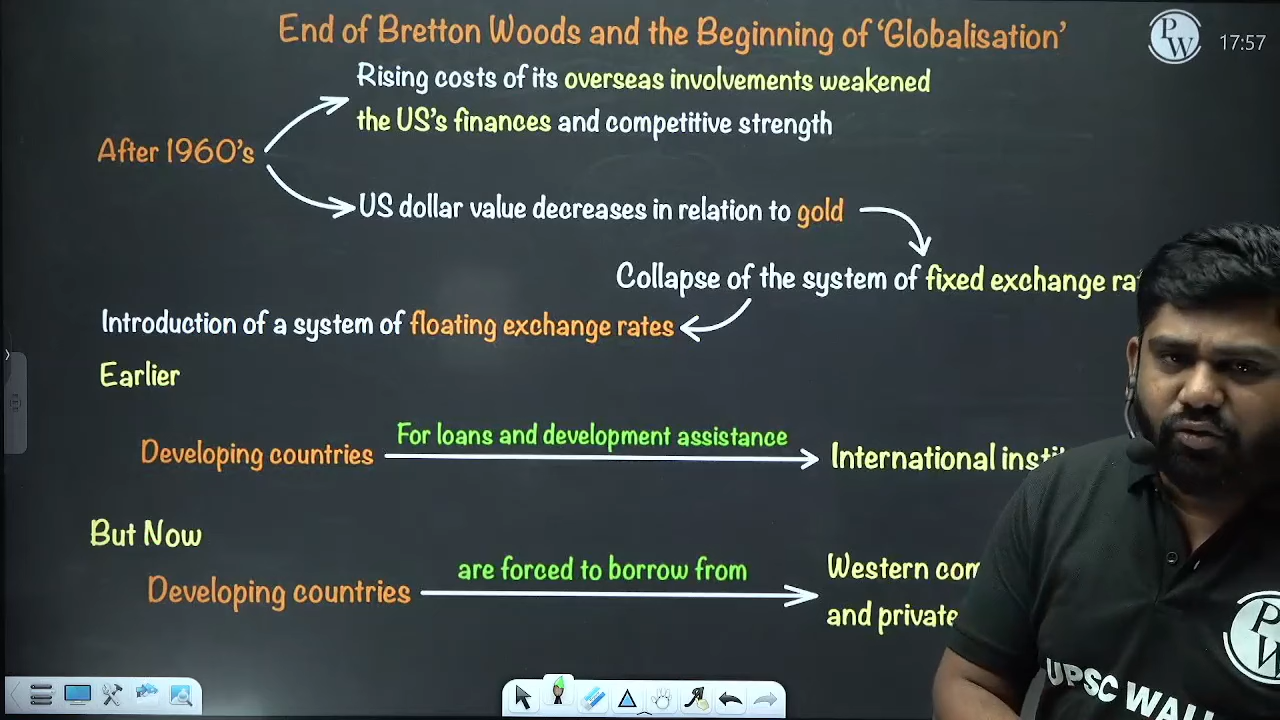 End of Bretton Woods and the Beginning of ‘Globalisation’
PW
17:57
Rising costs of its overseas involvements weakened
the US’s finances and competitive strength
After 1960’s
US dollar value decreases in relation to gold
Collapse of the system of fixed exchange
Introduction of a system of floating exchange rates
Earlier
For loans and development assistance
Developing countries
International
But Now
are forced to borrow from
Western
Developing countries
and private
PW
UPSC